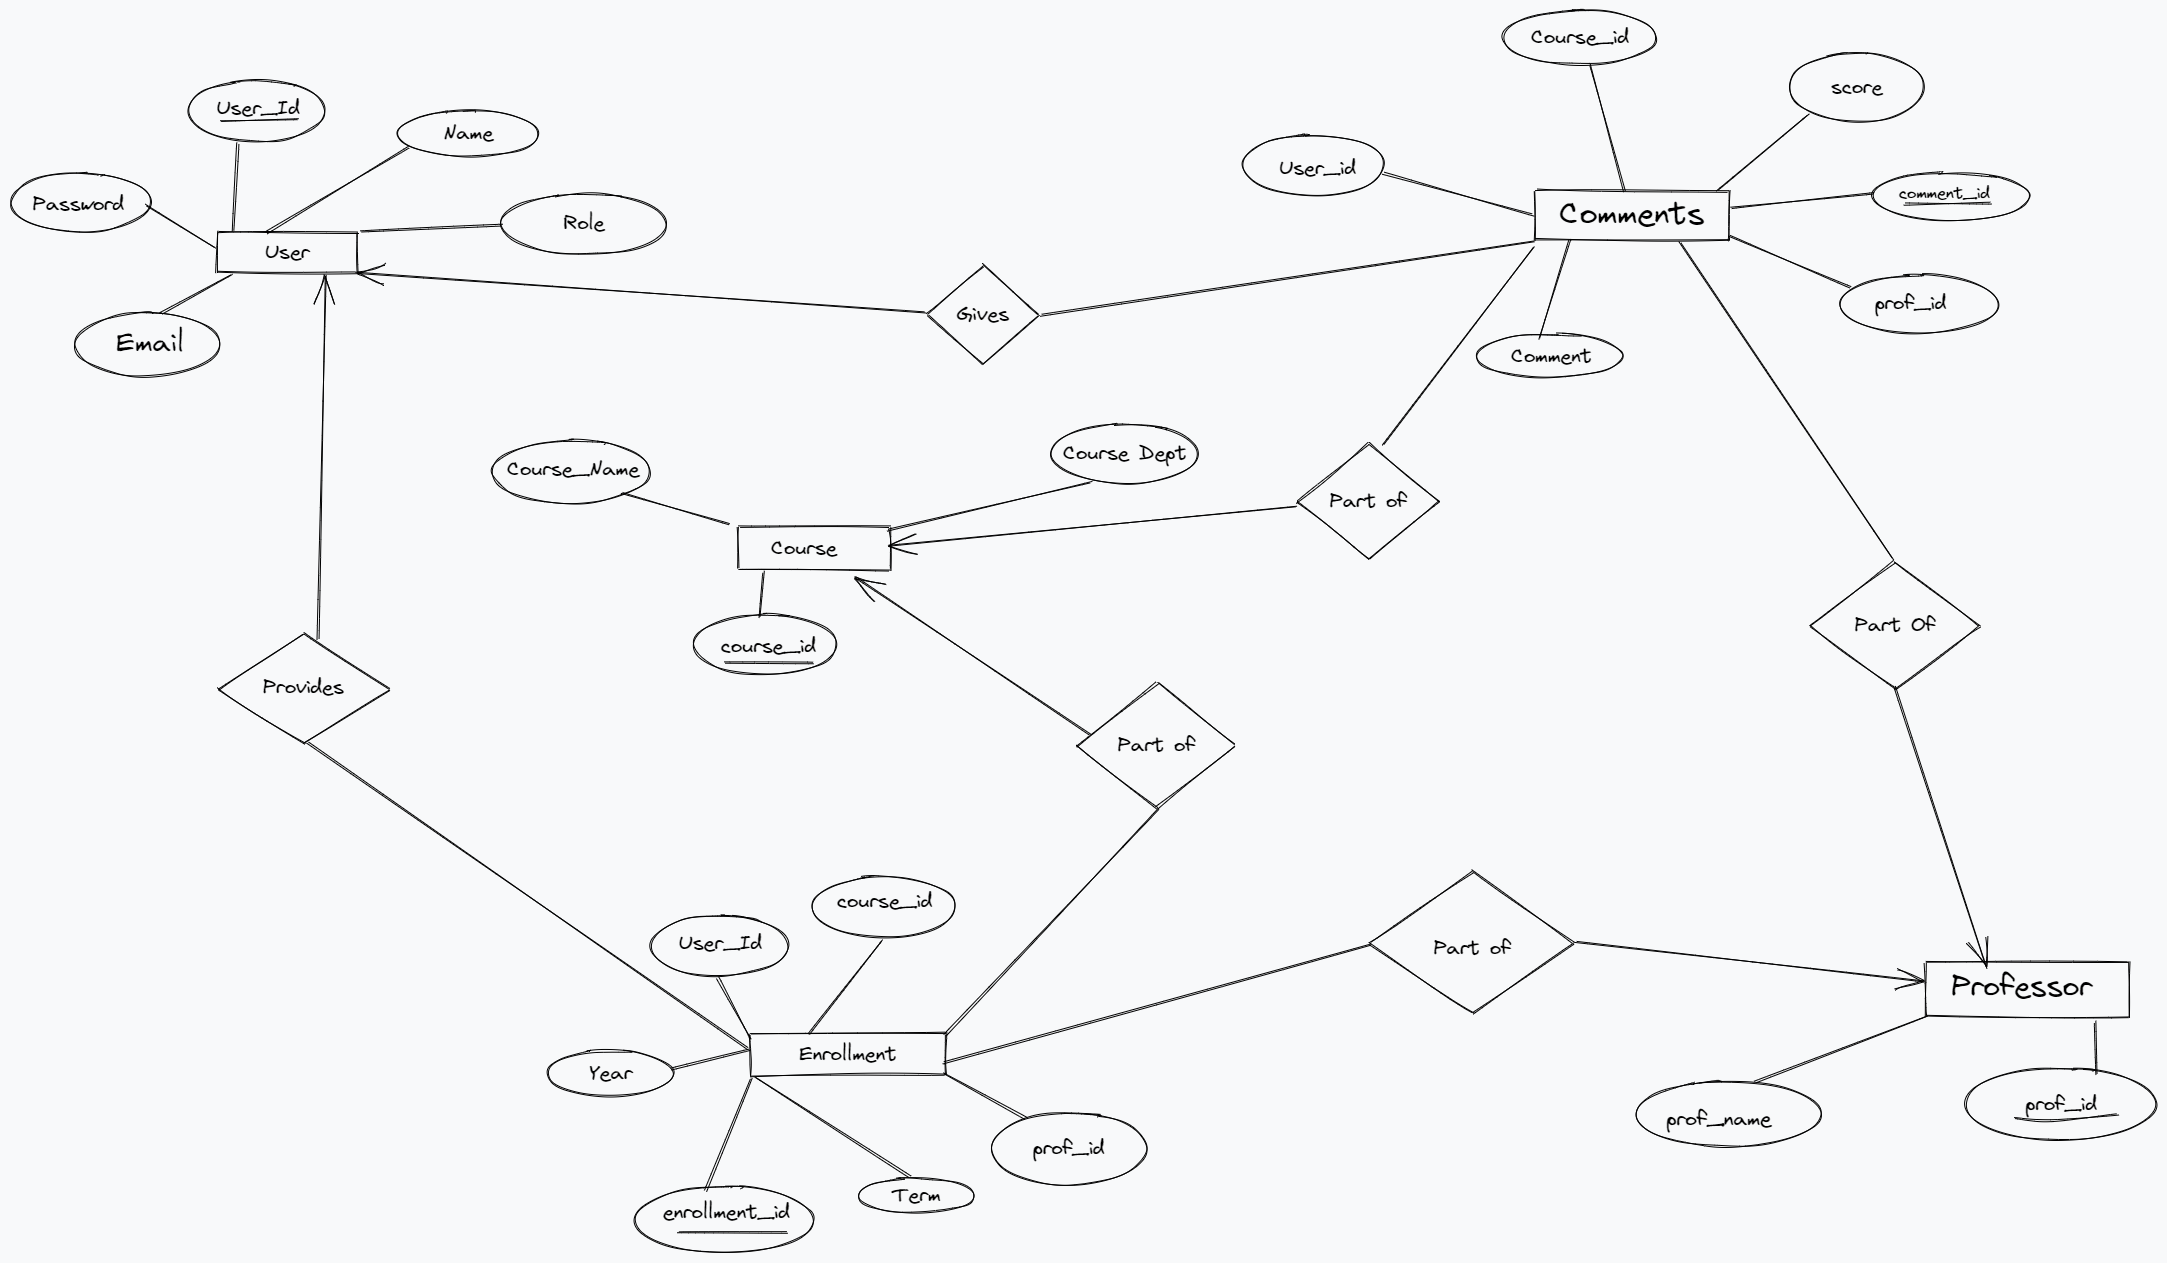 Course_id
score
User_Id
Name
User_id
comment_id
Password
Role
Comments
User
prof_id
Gives
Email
Comment
Course_Name
Course Dept
Part of
Course
Part Of
course_id
Provides
Part of
course_id
User_Id
Part of
Professor
Enrollment
Year
prof_id
prof_name
prof_id
Term
enrollment_id